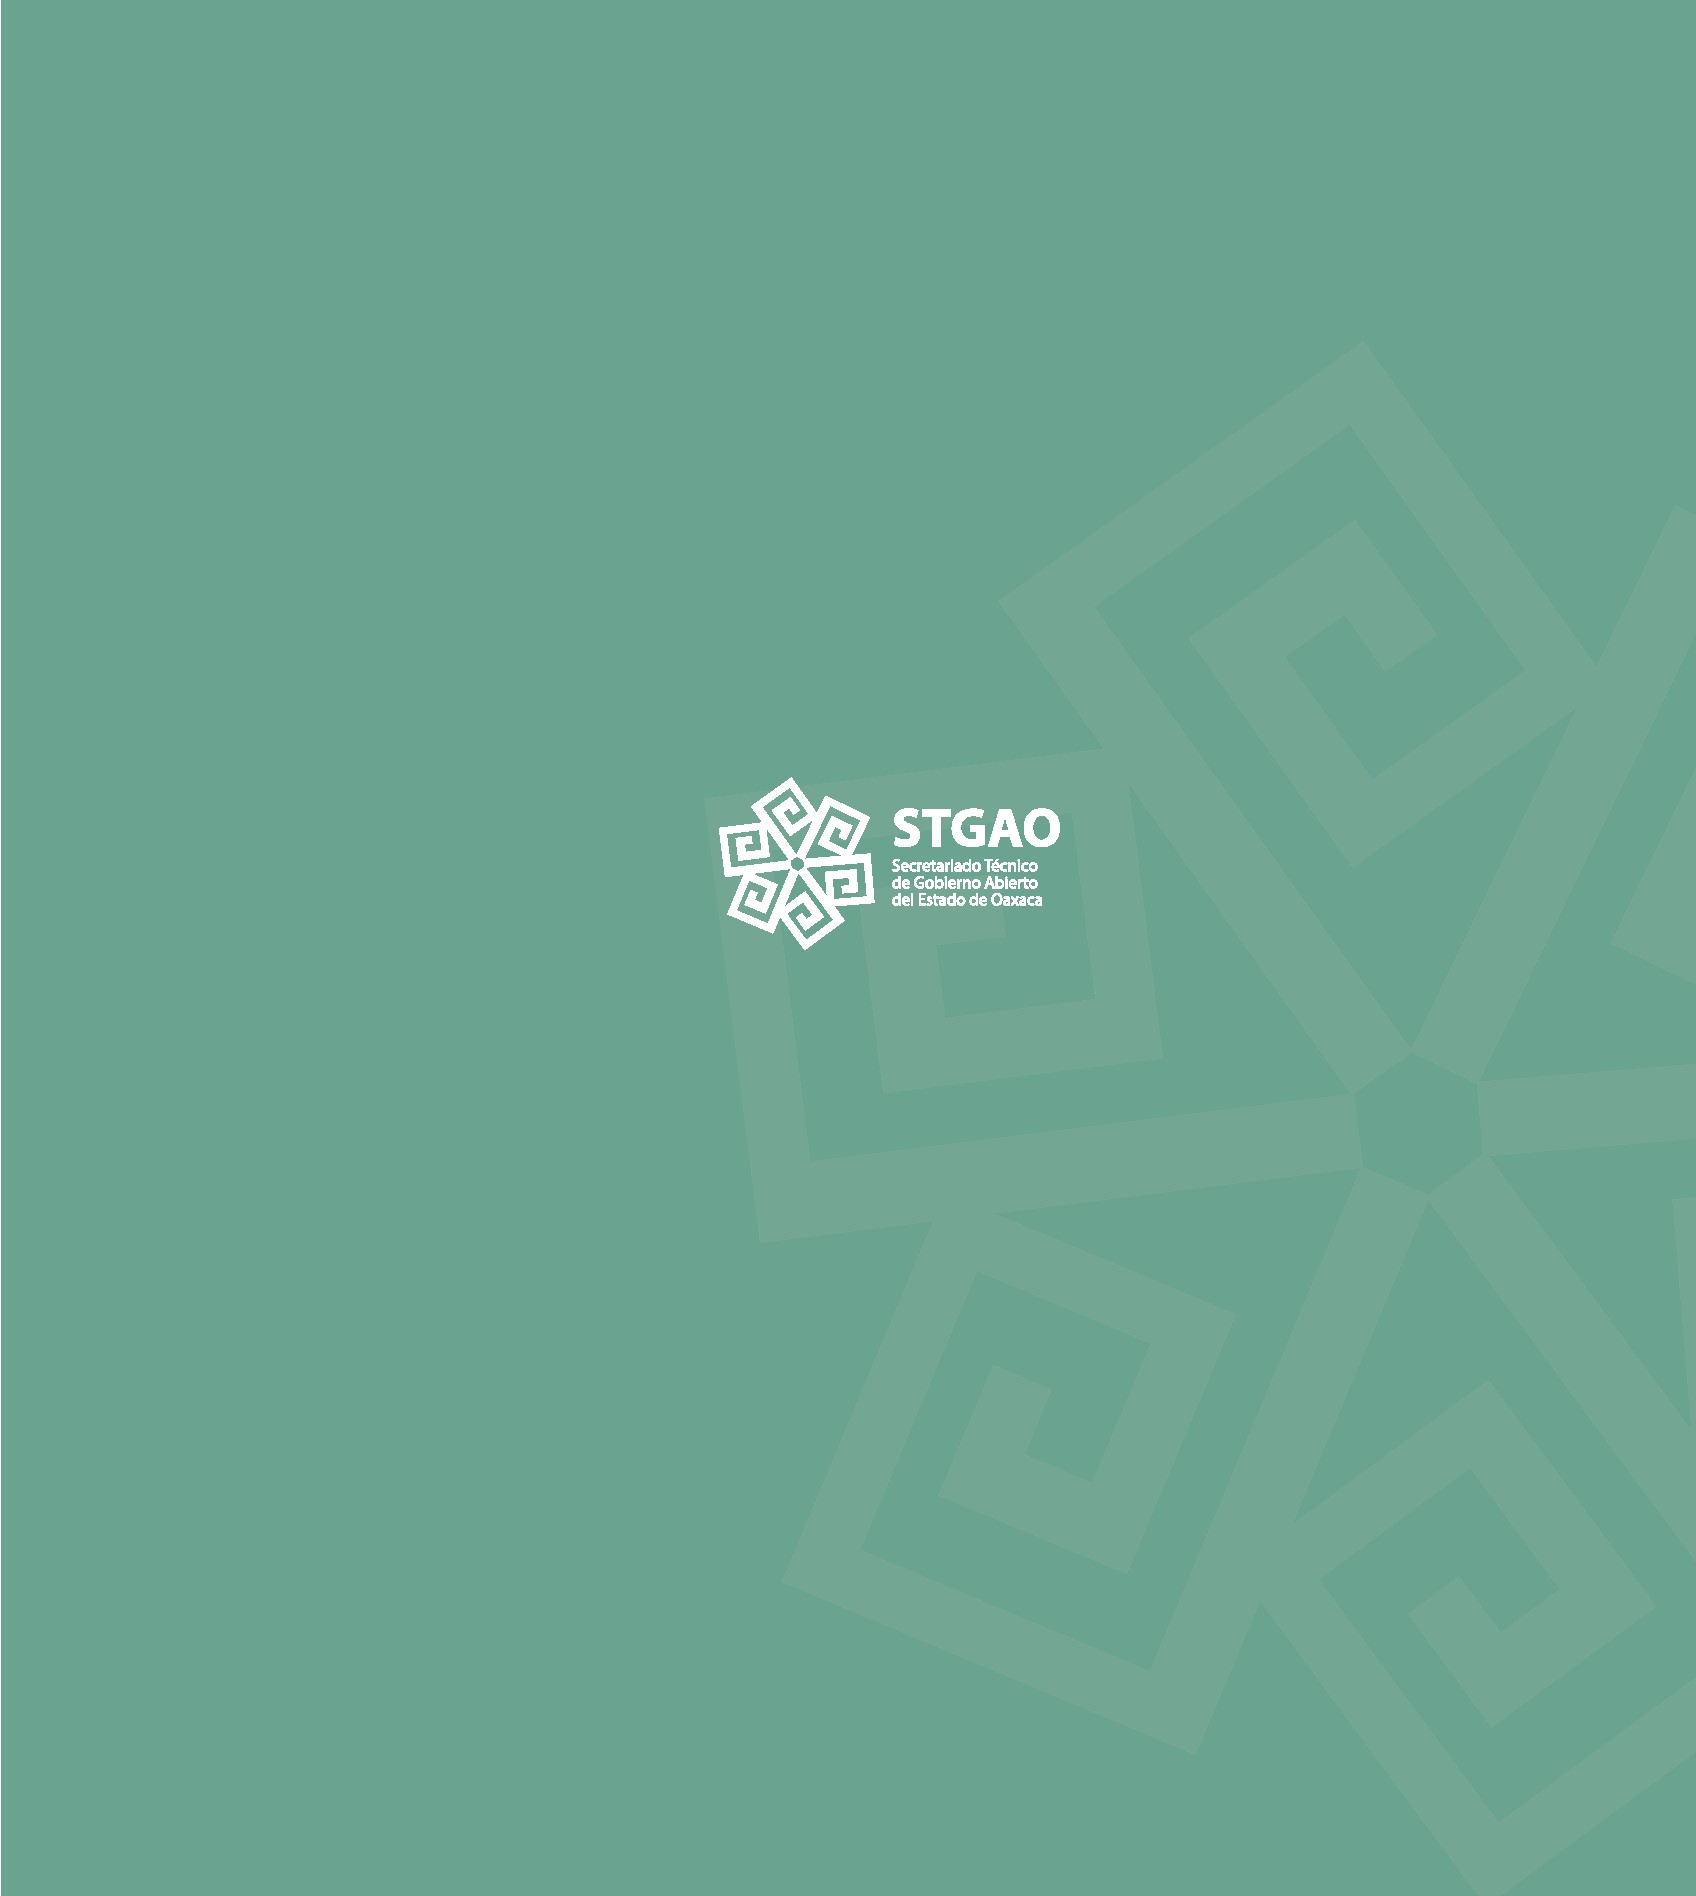 STGAO
Secretariado Técnico
de Gobierno Abierto
del Estado de Oaxaca